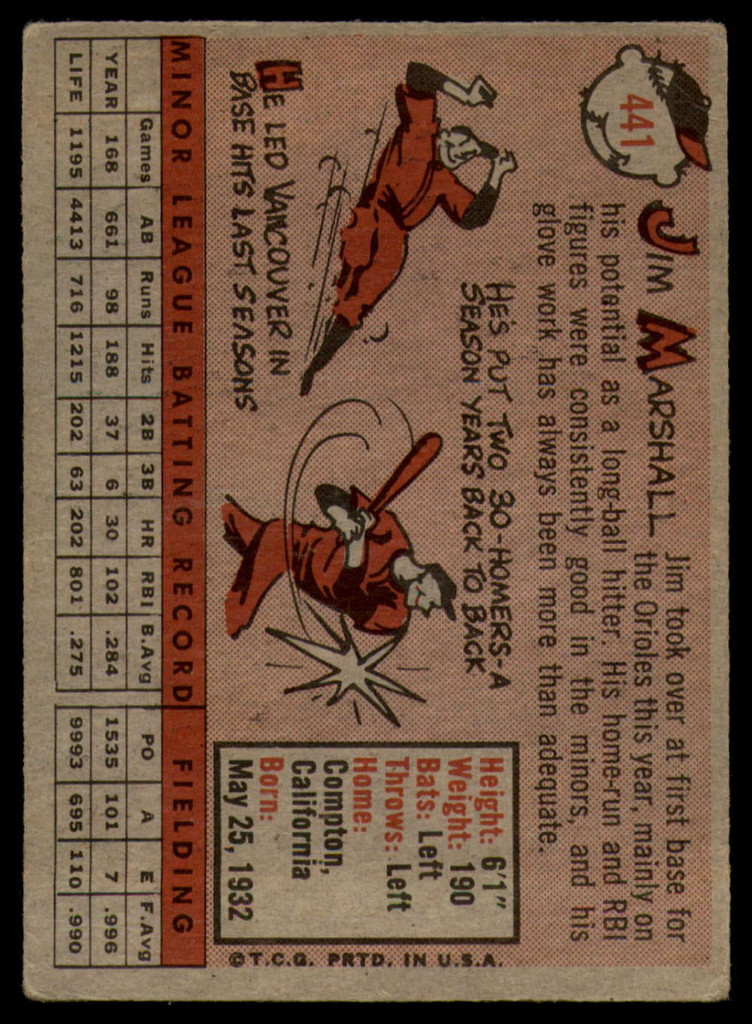 441
JIM MARSHALL
Jim took over at first base for
the Orioles this year, mainly on
his potential as a long-ball hitter. His home-run and RBI
figures were consistently good in the minors, and his
glove work has always been more than adequate.
HE'S PUT TWO 30-HOMERS-A
SEASON YEARS BACK TO BACK
HE LED VANCOUVER IN
BASE HITS LAST SEASONS
Height: 6'1"
Weight: 190
Bats: Left
Throws: Left
Home:
Compton,
California
Born:
May 25, 1932
©T.C.G. PRTD. IN U.S.A.
MINOR LEAGUE BATTING RECORD FIELDING
Games AB Runs Hits 2B 3B HR RBI B.Avg PO A E F.Avg
YEAR 168 661 98 188 37 6 30 102 .284 1535 101 7 .996
LIFE 1195 4413 716 1215 202 63 202 801 .275 9993 695 110 .990